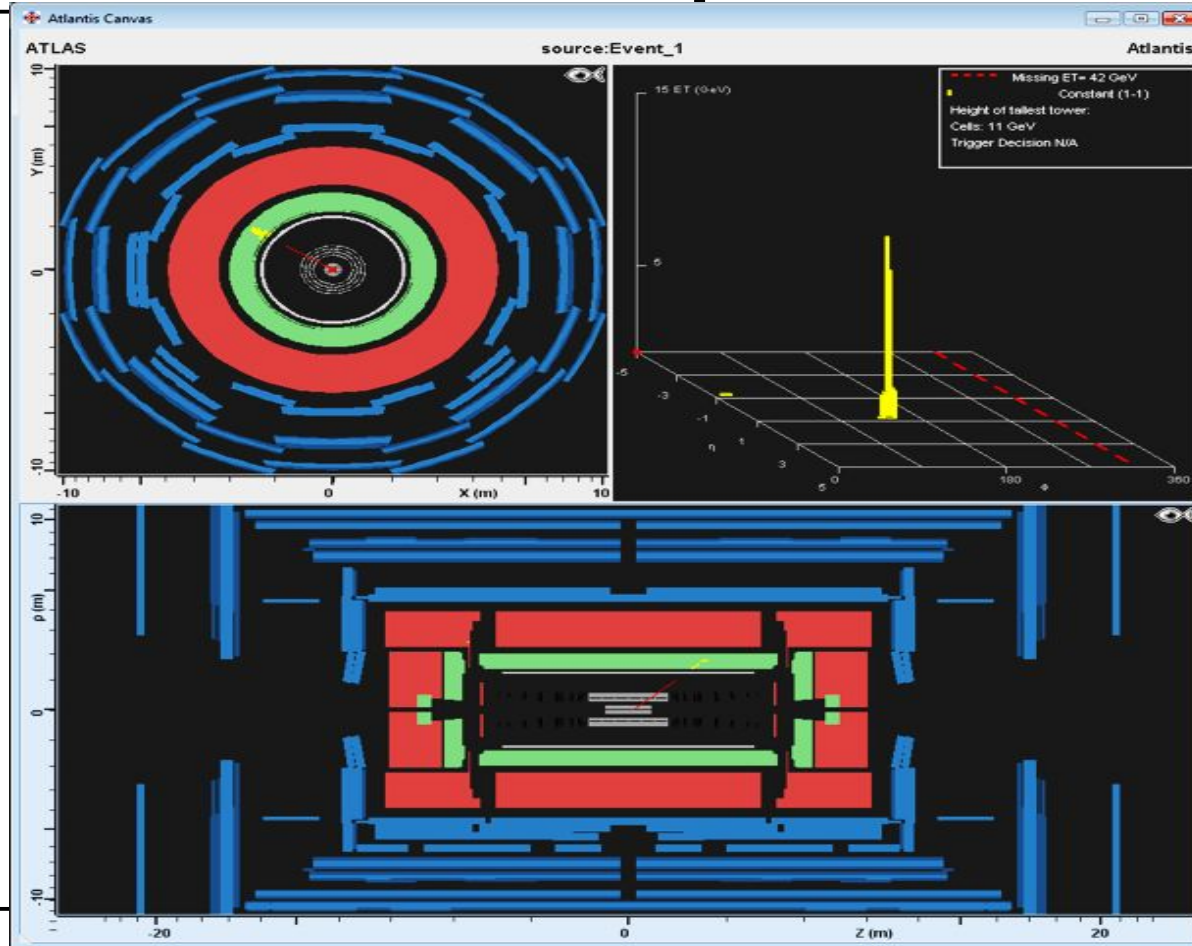 Atlantis Canvas
ATLAS source:Event_1 Atlantis
10
Y (m)
0
-10
-10 0 X (m) 10
15 ET (GeV)
5
-5
-3
-1
η
1
3
5
0 180 360
Φ
Missing ET= 42 GeV
Constant (1-1)
Height of tallest tower:
Cells: 11 GeV
Trigger Decision N/A
10
ρ (m)
0
-10
-20 0 Z (m) 20